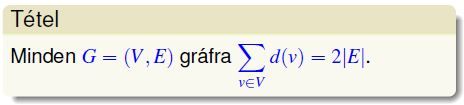 Tétel
Minden G = (V, E) gráfra ∑_{v∈V} d(v) = 2|E|.